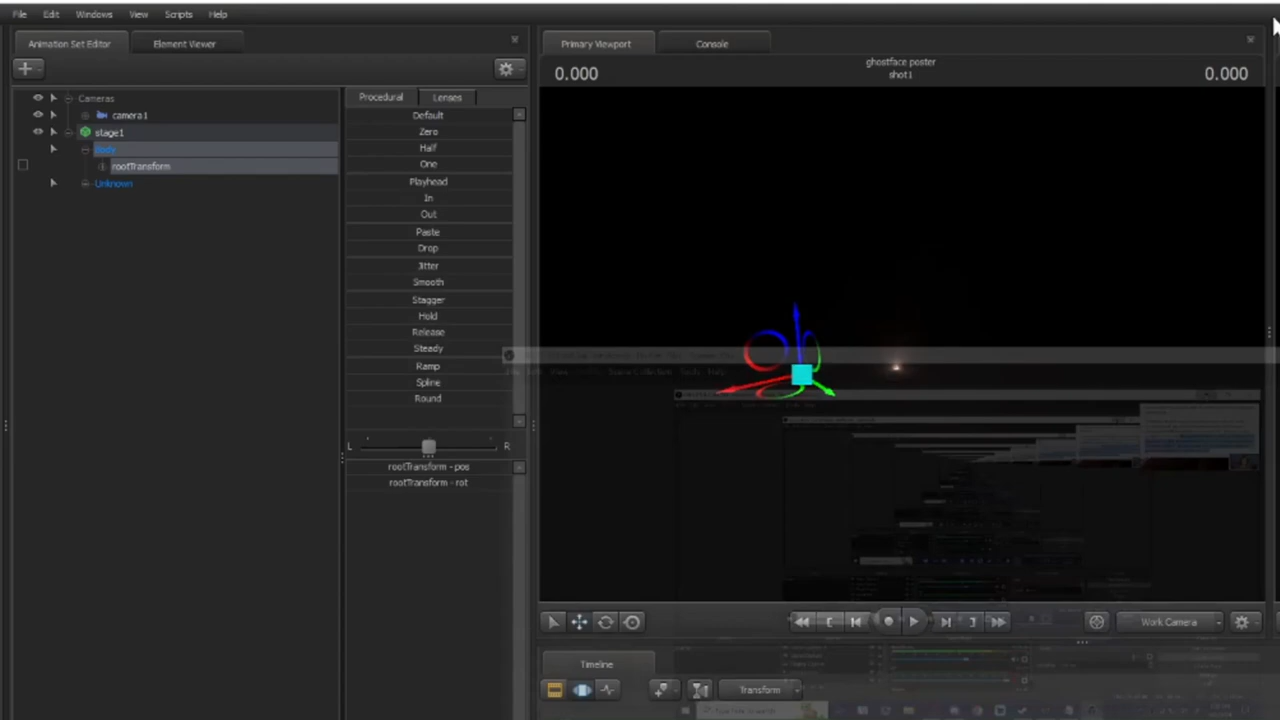 File Edit Windows View Scripts Help
Animation Set Editor Element Viewer
Primary Viewport Console
0.000 ghostface poster 0.000
shot1
Cameras
camera1
stage1
Body
rootTransform
Unknown
Procedural Lenses
Default
Zero
Half
One
Playhead
In
Out
Paste
Drop
Jitter
Smooth
Stagger
Hold
Release
Steady
Ramp
Spline
Round
L R
rootTransform - pos
rootTransform - rot
Work Camera
Timeline
Transform